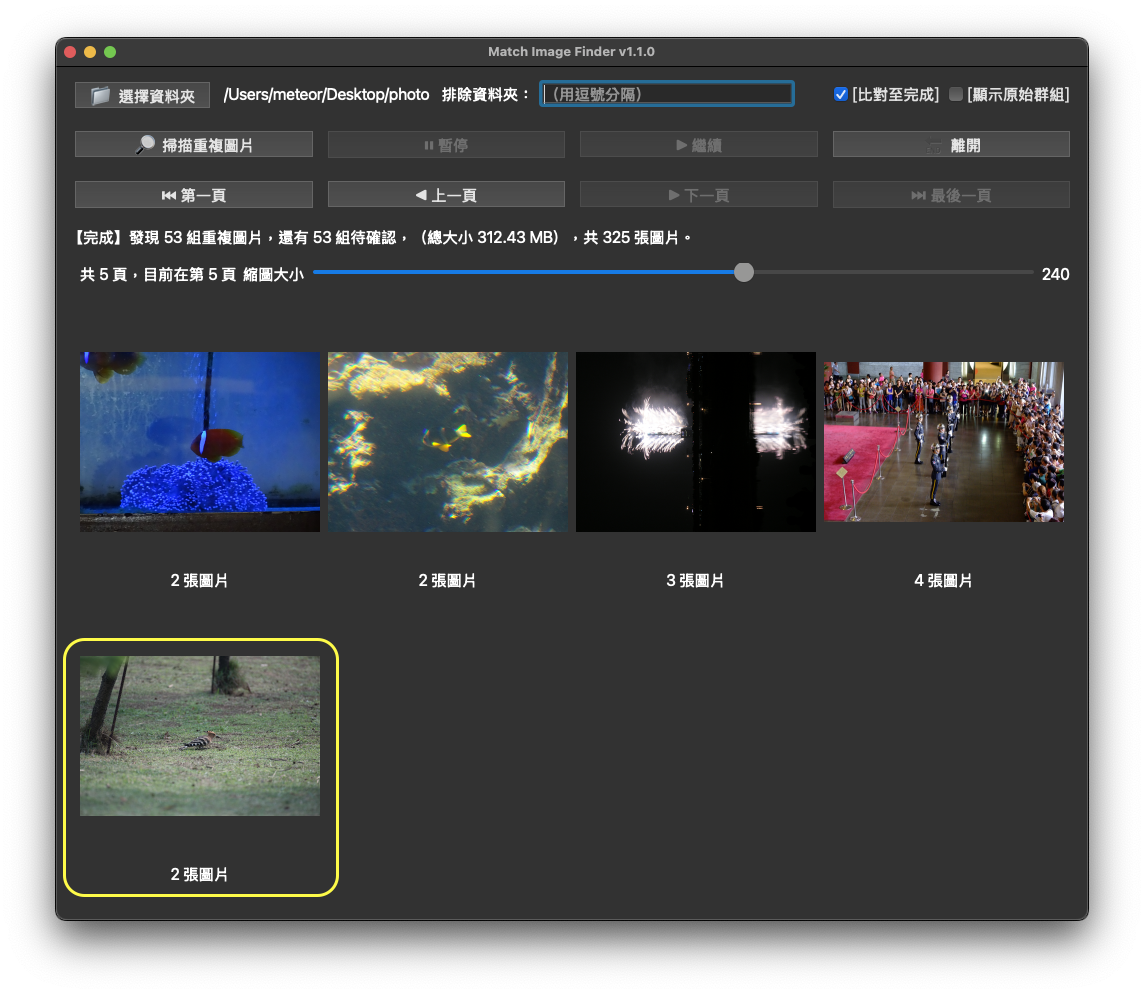 Match Image Finder v1.1.0
選擇資料夾 /Users/meteor/Desktop/photo 排除資料夾： （用逗號分隔） [比對至完成] [顯示原始群組]
掃描重複圖片 暫停 繼續 離開
第一頁 上一頁 下一頁 最後一頁
【完成】發現 53 組重複圖片，還有 53 組待確認，（總大小 312.43 MB），共 325 張圖片。
共 5 頁，目前在第 5 頁 縮圖大小 240
2 張圖片 2 張圖片 3 張圖片 4 張圖片
2 張圖片